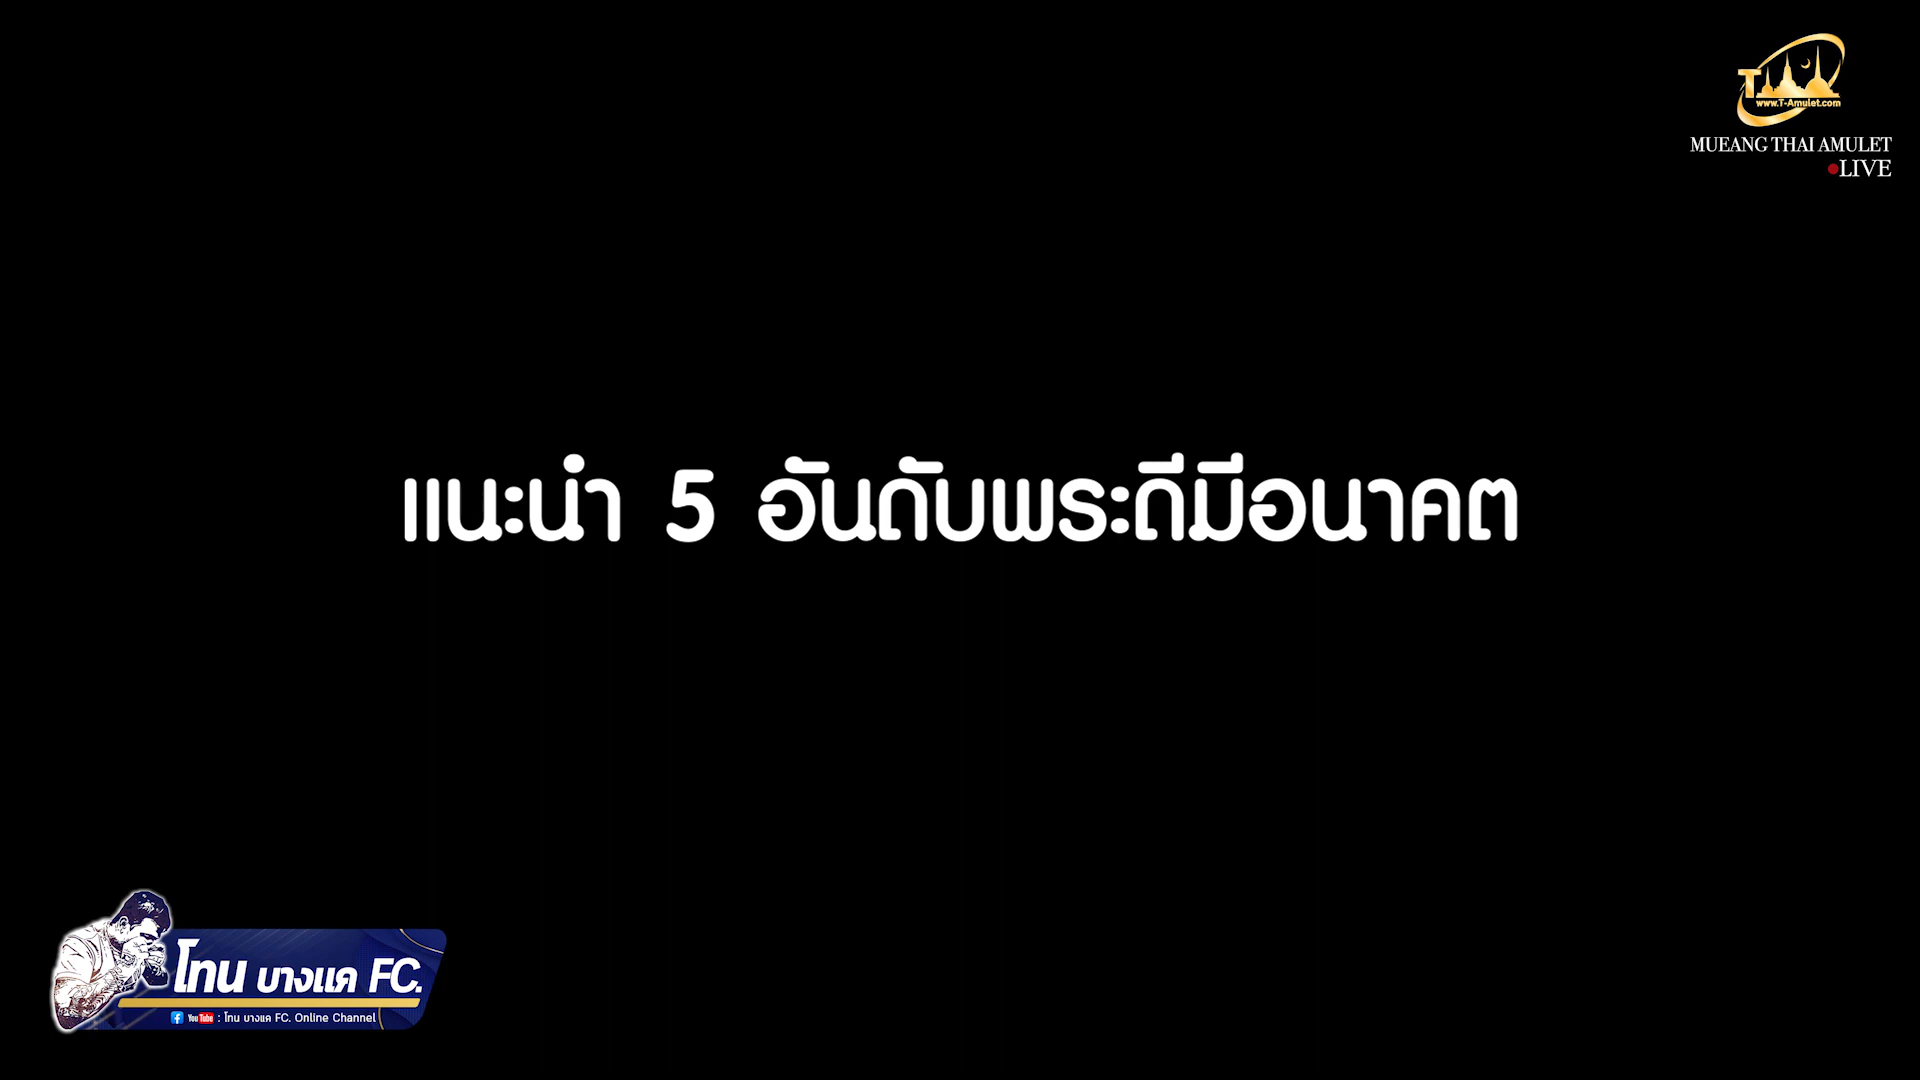 T
www.T-Amulet.com
MUEANG THAI AMULET
LIVE
แนะนำ 5 อันดับพระดีมีอนาคต
โทน บางแค FC.
YouTube : โทน บางแค FC. Online Channel